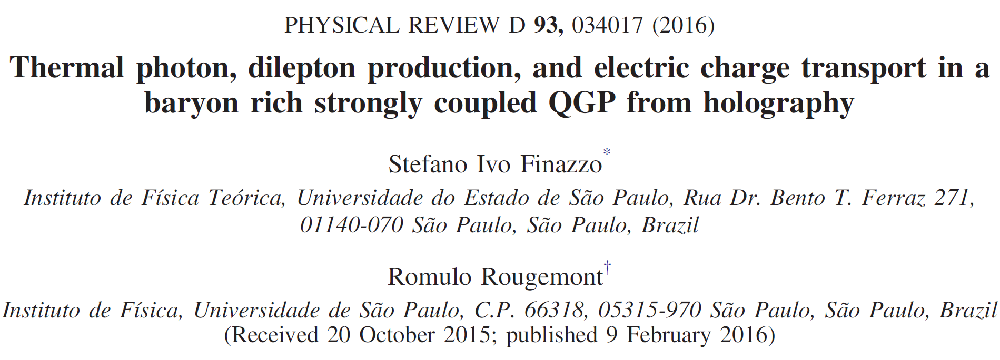 PHYSICAL REVIEW D 93, 034017 (2016)
Thermal photon, dilepton production, and electric charge transport in a
baryon rich strongly coupled QGP from holography
Stefano Ivo Finazzo*
Instituto de Física Teórica, Universidade do Estado de São Paulo, Rua Dr. Bento T. Ferraz 271,
01140-070 São Paulo, São Paulo, Brazil
Romulo Rougemont†
Instituto de Física, Universidade de São Paulo, C.P. 66318, 05315-970 São Paulo, São Paulo, Brazil
(Received 20 October 2015; published 9 February 2016)